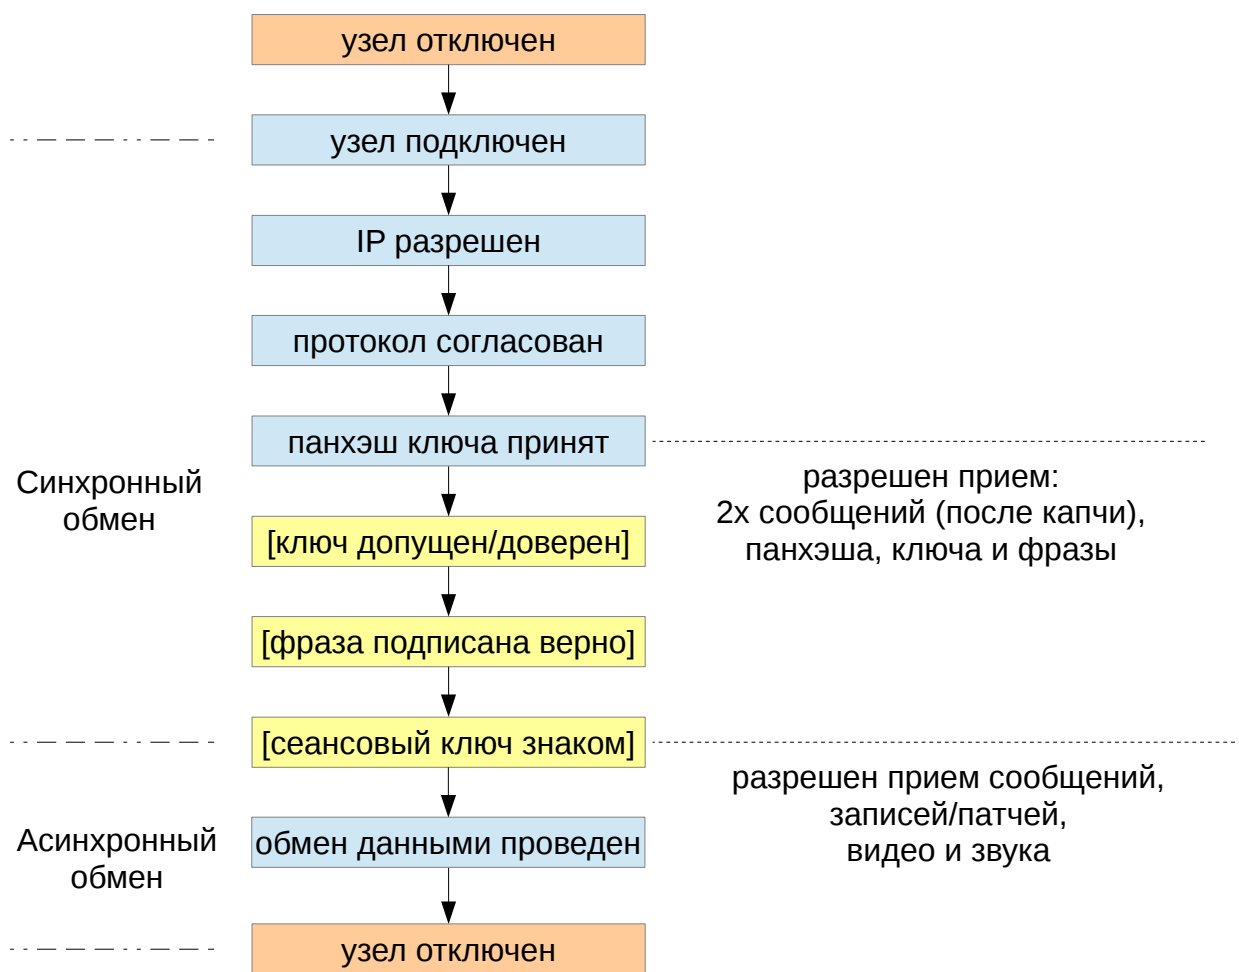 узел отключен
узел подключен
IP разрешен
протокол согласован
панхэш ключа принят
Синхронный
обмен
разрешен прием:
2х сообщений (после капчи),
панхэша, ключа и фразы
[ключ допущен/доверен]
[фраза подписана верно]
[сеансовый ключ знаком]
разрешен прием сообщений,
записей/патчей,
видео и звука
Асинхронный
обмен
обмен данными проведен
узел отключен